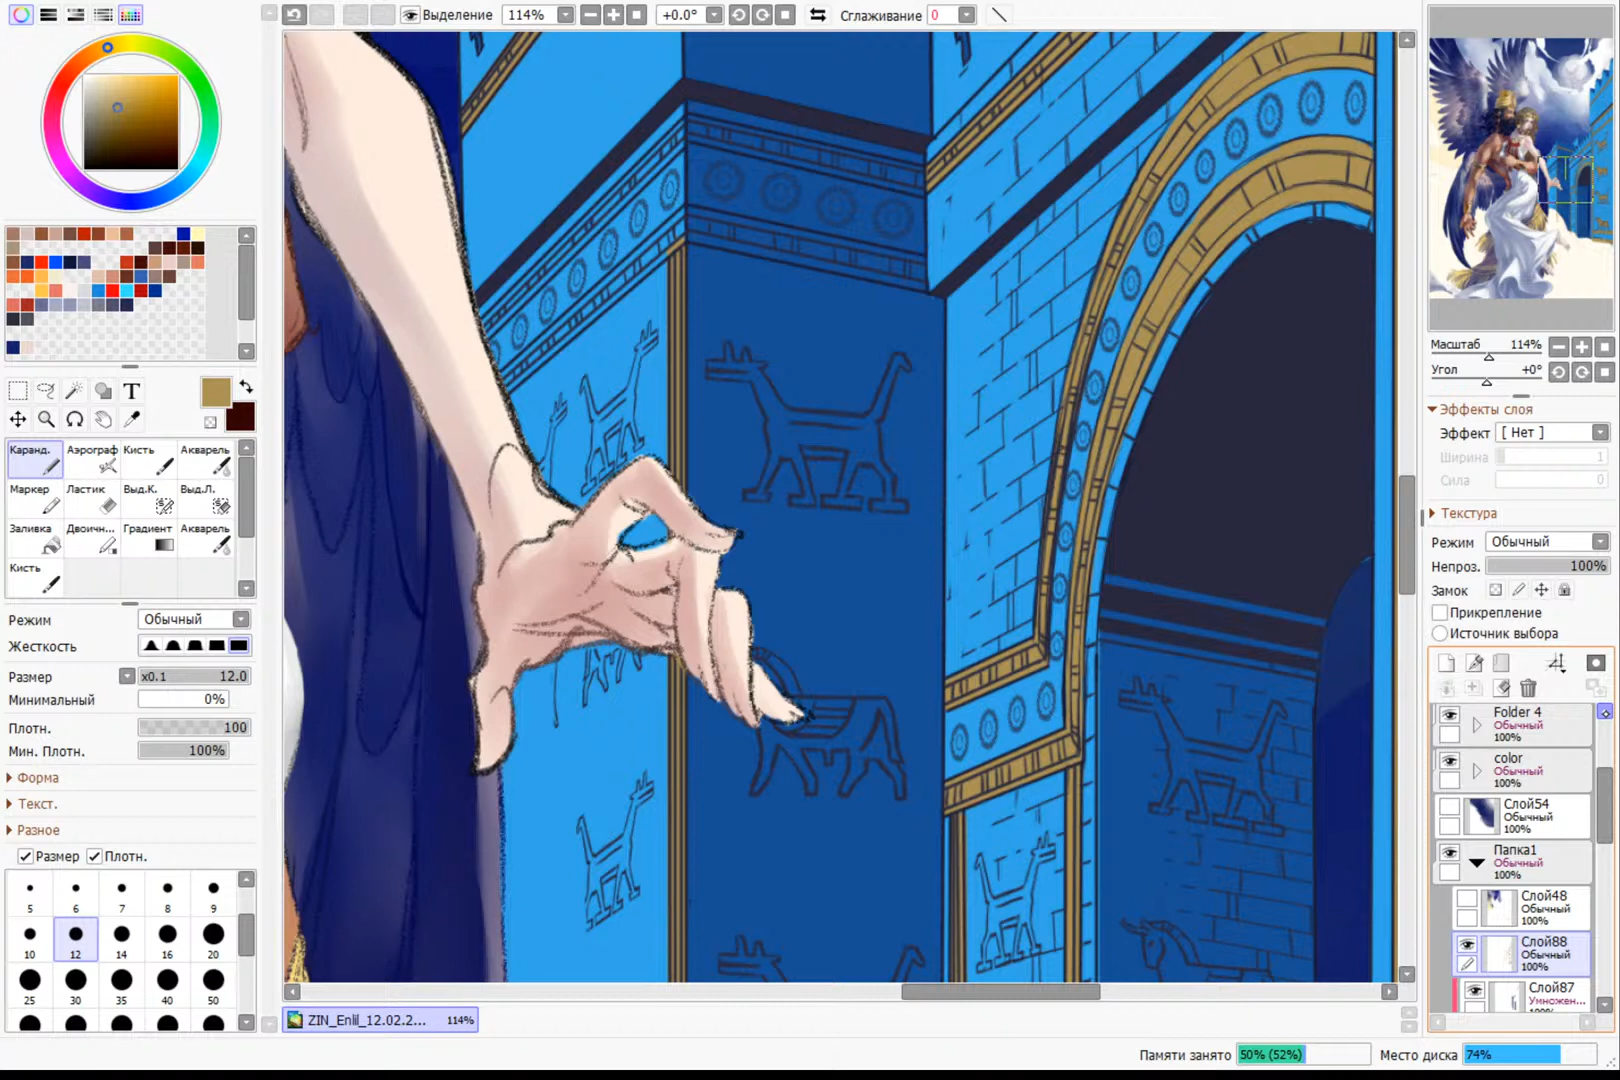 Выделение 114% +0.0° Сглаживание 0
Каранд. Аэрограф Кисть Акварель
Маркер Ластик Выд.К. Выд.Л.
Заливка Двоичн... Градиент Акварель
Кисть
Режим Обычный
Жесткость
Размер x0.1 12.0
Минимальный 0%
Плотн. 100
Мин. Плотн. 100%
Форма
Текст.
Разное
Размер Плотн.
5 6 7 8 9
10 12 14 16 20
25 30 35 40 50
ZIN_Enlil_12.02.2... 114%
Масштаб 114%
Угол +0°
Эффекты слоя
Эффект [ Нет ]
Ширина 1
Сила 0
Текстура
Режим Обычный
Непроз. 100%
Замок
Прикрепление
Источник выбора
Folder 4
Обычный
100%
color
Обычный
100%
Слой54
Обычный
100%
Папка1
Обычный
100%
Слой48
Обычный
100%
Слой88
Обычный
100%
Слой87
Умножен...
Памяти занято 50% (52%) Место диска 74%